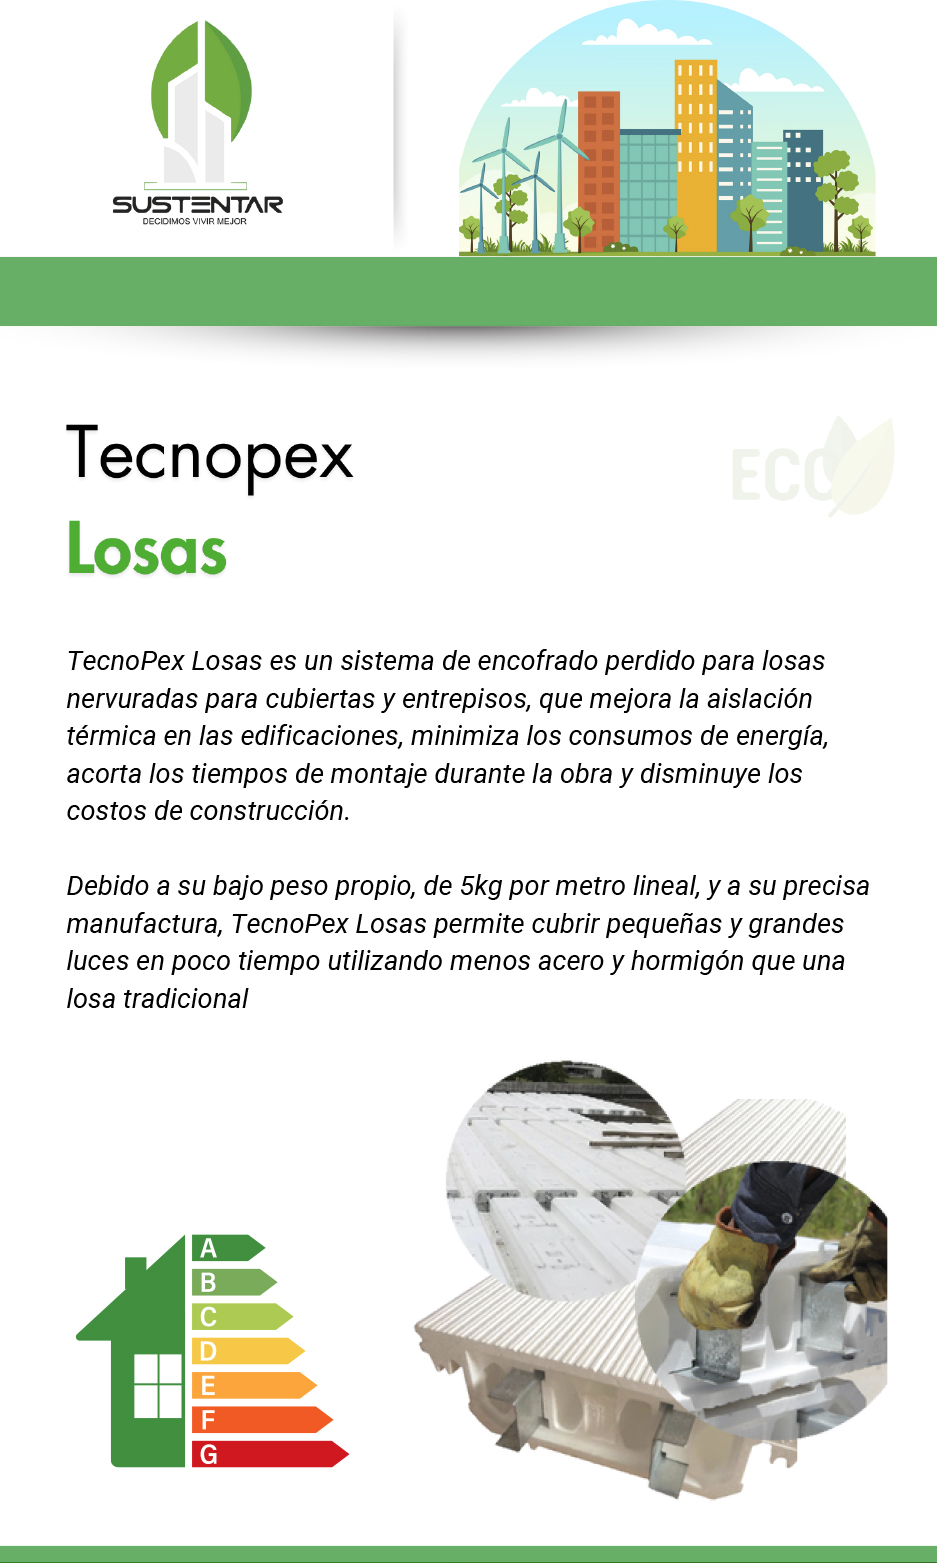 SUSTENTAR
DECIDIMOS VIVIR MEJOR
Tecnopex
ECO
Losas
TecnoPex Losas es un sistema de encofrado perdido para losas
nervuradas para cubiertas y entrepisos, que mejora la aislación
térmica en las edificaciones, minimiza los consumos de energía,
acorta los tiempos de montaje durante la obra y disminuye los
costos de construcción.
Debido a su bajo peso propio, de 5kg por metro lineal, y a su precisa
manufactura, TecnoPex Losas permite cubrir pequeñas y grandes
luces en poco tiempo utilizando menos acero y hormigón que una
losa tradicional
A
B
C
D
E
F
G